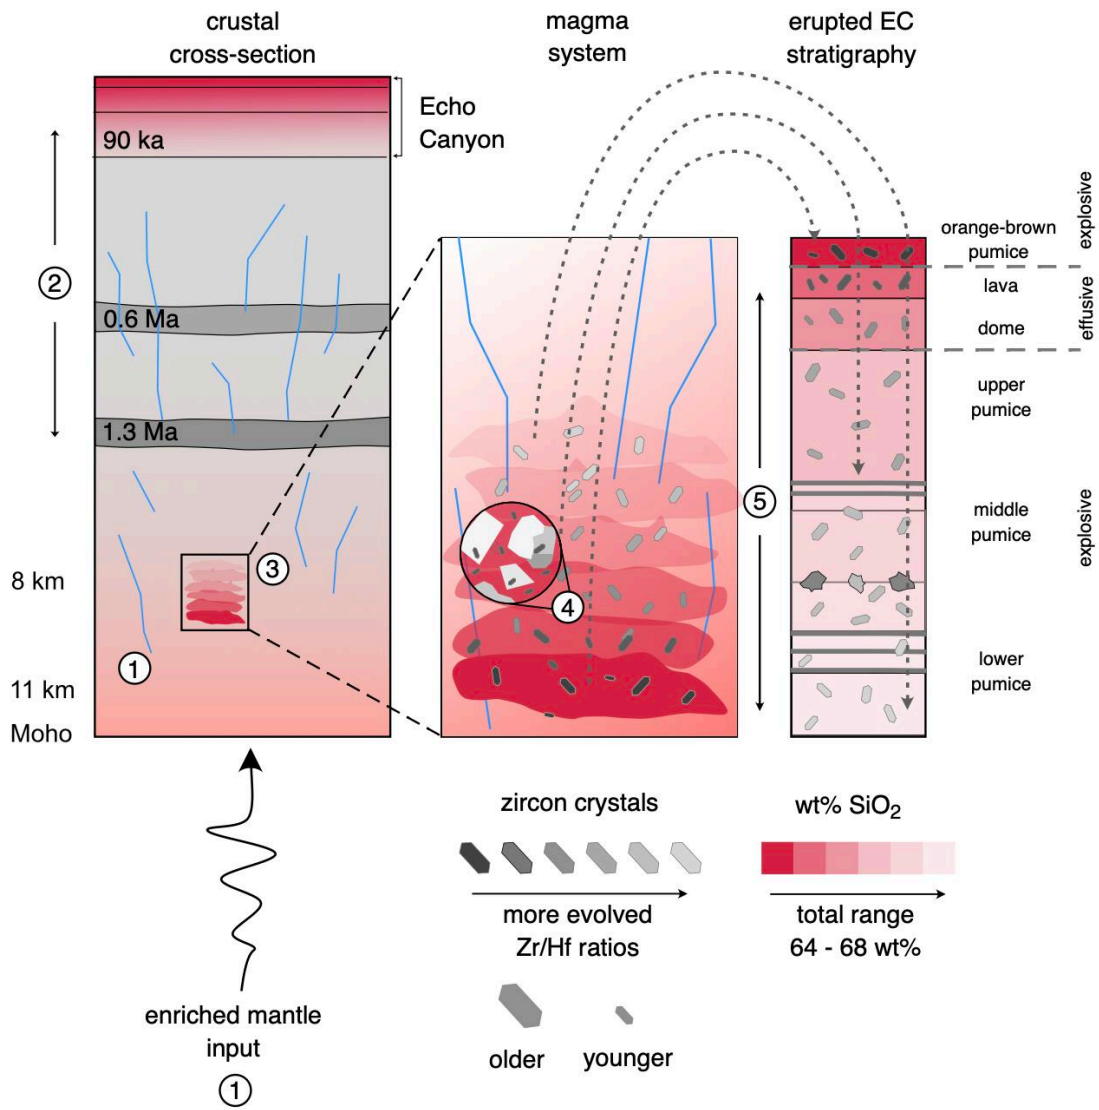 crustal
cross-section
magma
system
erupted EC
stratigraphy
Echo
Canyon
90 ka
2
0.6 Ma
1.3 Ma
8 km
3
1
11 km
Moho
4
5
orange-brown
pumice
lava
dome
upper
pumice
middle
pumice
lower
pumice
explosive
effusive
explosive
enriched mantle
input
1
zircon crystals
more evolved
Zr/Hf ratios
older
younger
wt% SiO₂
total range
64 - 68 wt%